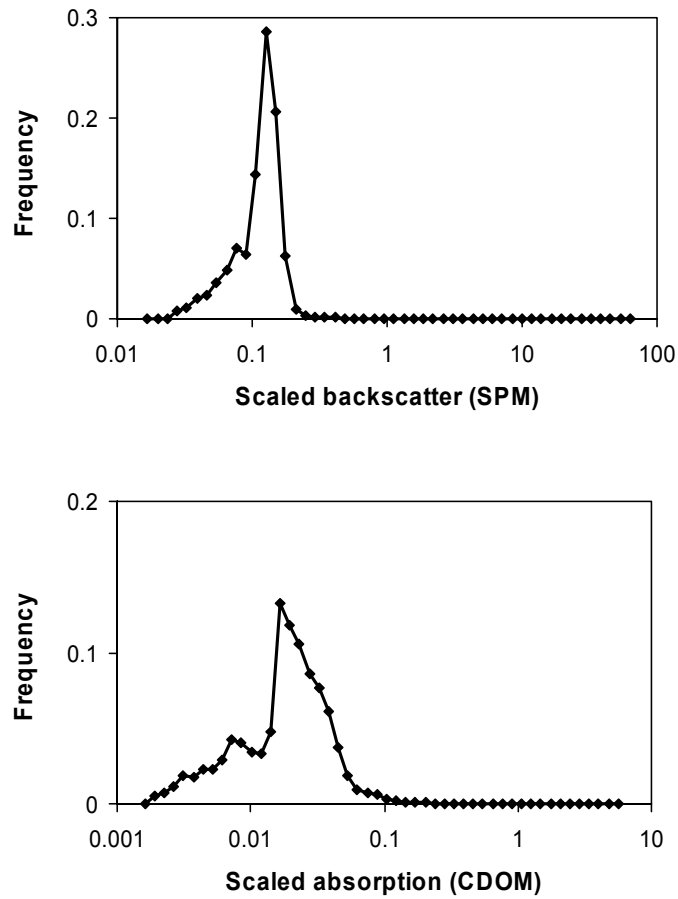 0.3
0.2
0.1
0
Frequency
0.01 0.1 1 10 100
Scaled backscatter (SPM)
0.2
0.1
0
Frequency
0.001 0.01 0.1 1 10
Scaled absorption (CDOM)